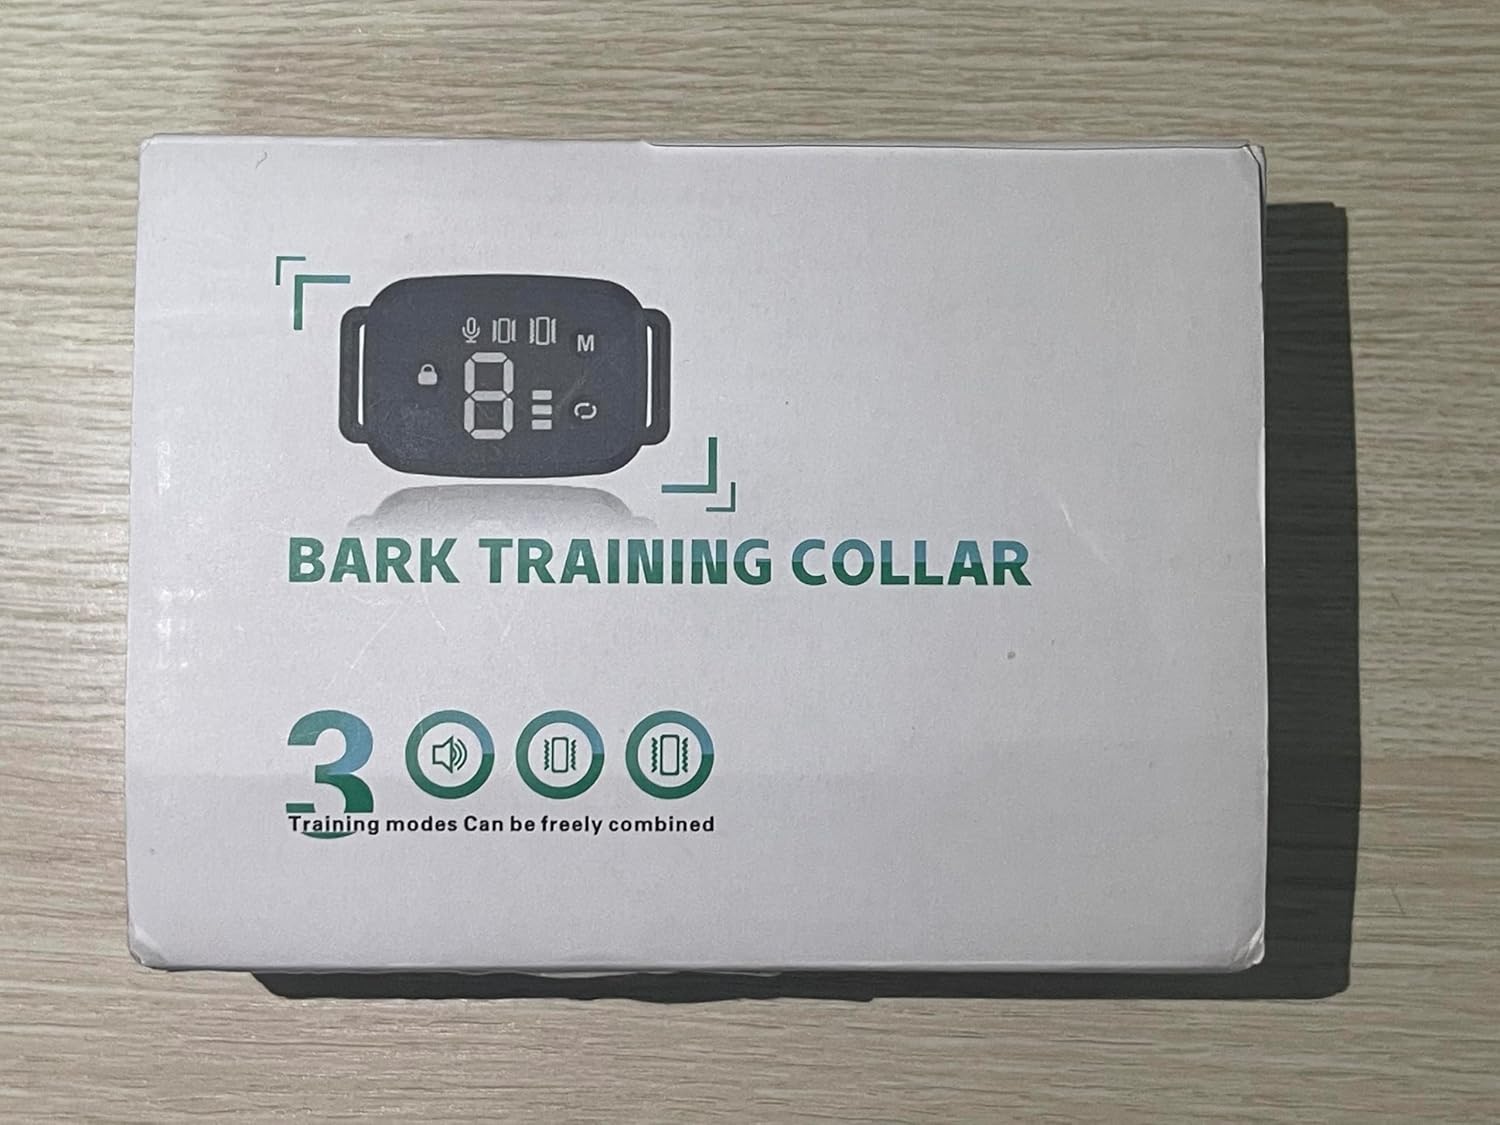 M
8
BARK TRAINING COLLAR
3
Training modes Can be freely combined